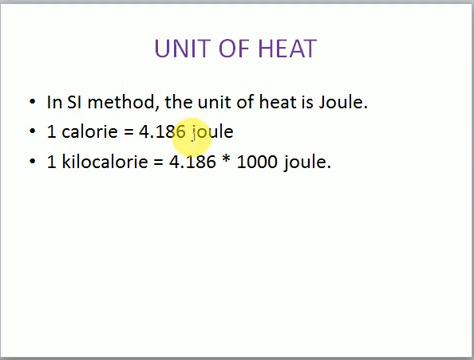 UNIT OF HEAT
• In SI method, the unit of heat is Joule.
• 1 calorie = 4.186 joule
• 1 kilocalorie = 4.186 * 1000 joule.